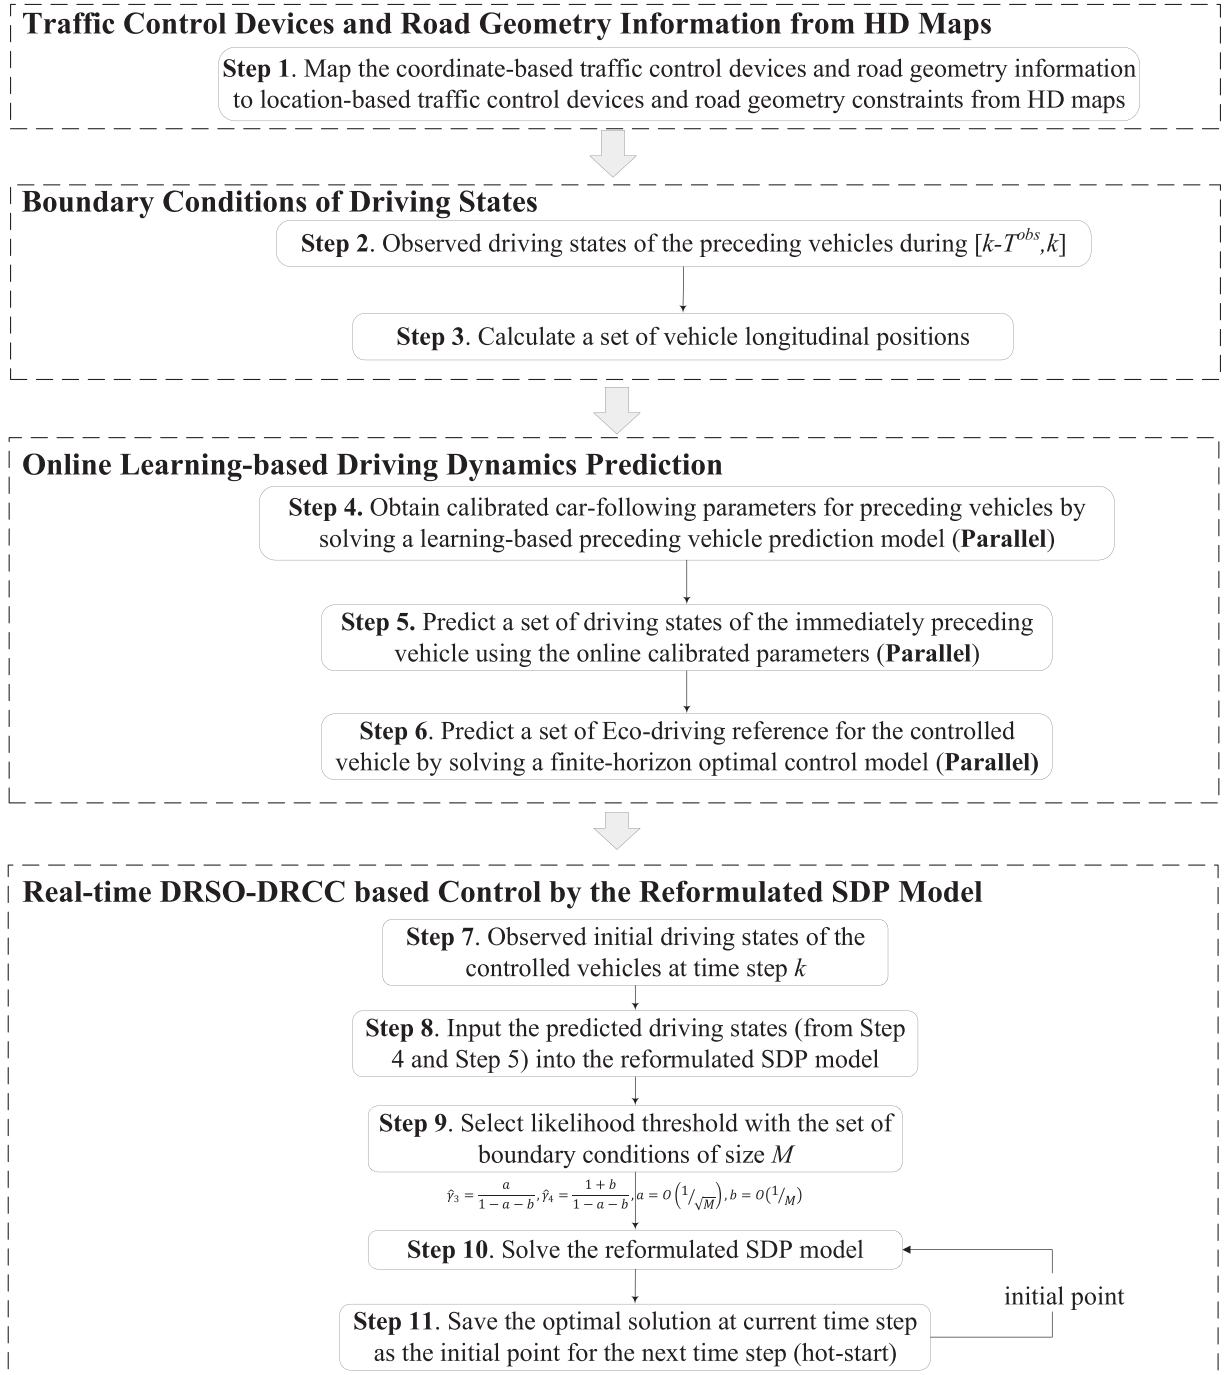 Traffic Control Devices and Road Geometry Information from HD Maps
Step 1. Map the coordinate-based traffic control devices and road geometry information
to location-based traffic control devices and road geometry constraints from HD maps
Boundary Conditions of Driving States
Step 2. Observed driving states of the preceding vehicles during [k-T^obs,k]
Step 3. Calculate a set of vehicle longitudinal positions
Online Learning-based Driving Dynamics Prediction
Step 4. Obtain calibrated car-following parameters for preceding vehicles by
solving a learning-based preceding vehicle prediction model (Parallel)
Step 5. Predict a set of driving states of the immediately preceding
vehicle using the online calibrated parameters (Parallel)
Step 6. Predict a set of Eco-driving reference for the controlled
vehicle by solving a finite-horizon optimal control model (Parallel)
Real-time DRSO-DRCC based Control by the Reformulated SDP Model
Step 7. Observed initial driving states of the
controlled vehicles at time step k
Step 8. Input the predicted driving states (from Step
4 and Step 5) into the reformulated SDP model
Step 9. Select likelihood threshold with the set of
boundary conditions of size M
γ̂₃ = a/(1−a−b), γ̂₄ = (1+b)/(1−a−b), a = O(1/√M), b = O(1/M)
Step 10. Solve the reformulated SDP model
initial point
Step 11. Save the optimal solution at current time step
as the initial point for the next time step (hot-start)